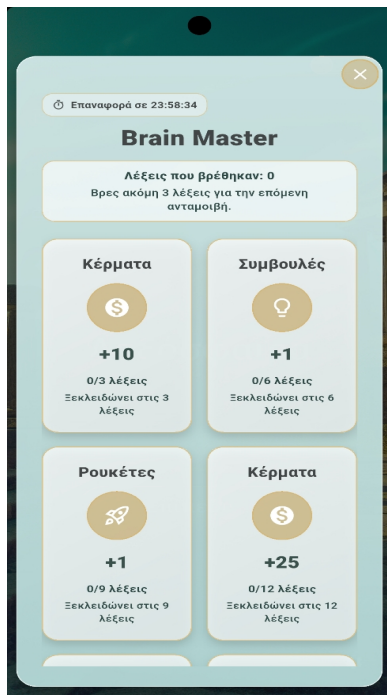 Επαναφορά σε 23:58:34
Brain Master
Λέξεις που βρέθηκαν: 0
Βρες ακόμη 3 λέξεις για την επόμενη
ανταμοιβή.
Κέρματα
+10
0/3 λέξεις
Ξεκλειδώνει στις 3
λέξεις
Συμβουλές
+1
0/6 λέξεις
Ξεκλειδώνει στις 6
λέξεις
Ρουκέτες
+1
0/9 λέξεις
Ξεκλειδώνει στις 9
λέξεις
Κέρματα
+25
0/12 λέξεις
Ξεκλειδώνει στις 12
λέξεις